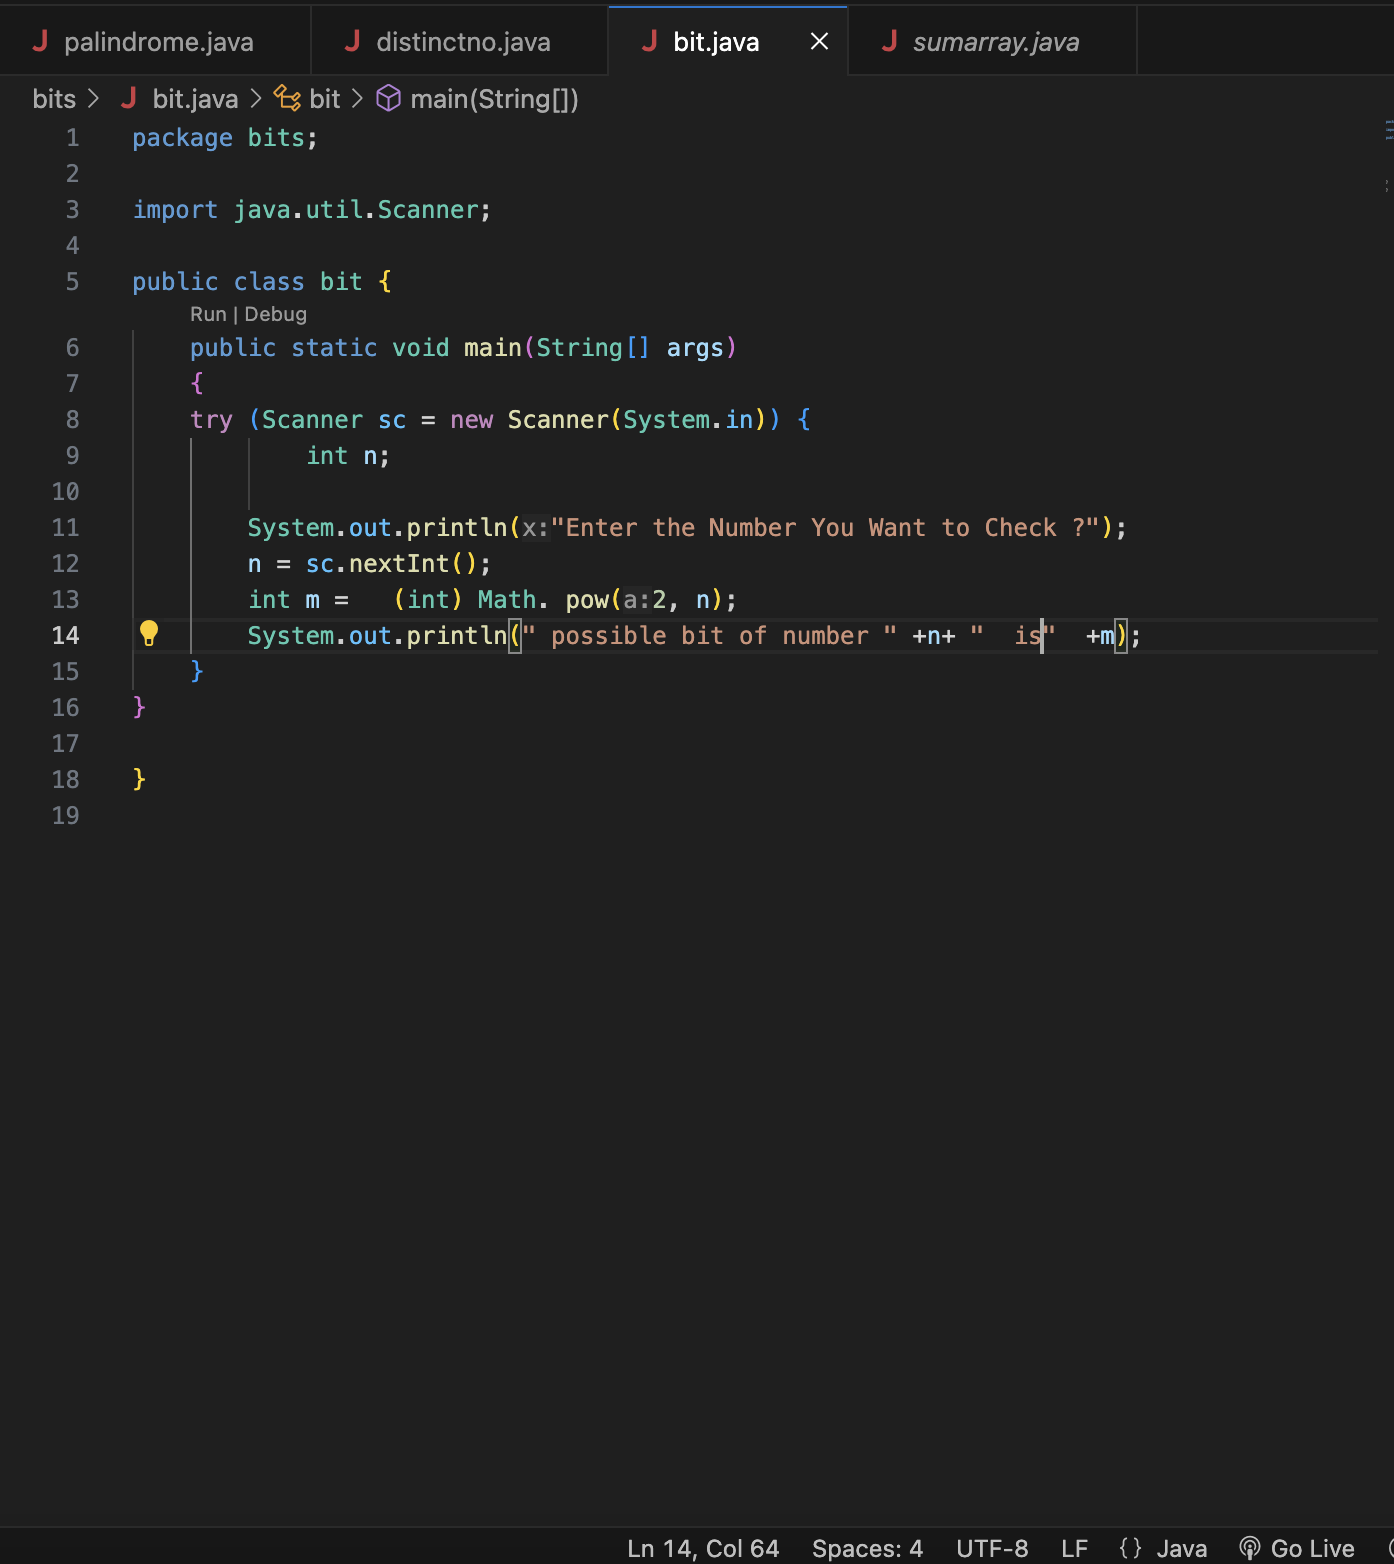 palindrome.java distinctno.java bit.java sumarray.java
bits > bit.java > bit > main(String[])
1 package bits;
2
3 import java.util.Scanner;
4
5 public class bit {
Run | Debug
6 public static void main(String[] args)
7 {
8 try (Scanner sc = new Scanner(System.in)) {
9 int n;
10
11 System.out.println(x:"Enter the Number You Want to Check ?");
12 n = sc.nextInt();
13 int m =   (int) Math. pow(a:2, n);
14 System.out.println(" possible bit of number " +n+ "  is"  +m);
15 }
16 }
17
18 }
19
Ln 14, Col 64 Spaces: 4 UTF-8 LF {} Java Go Live